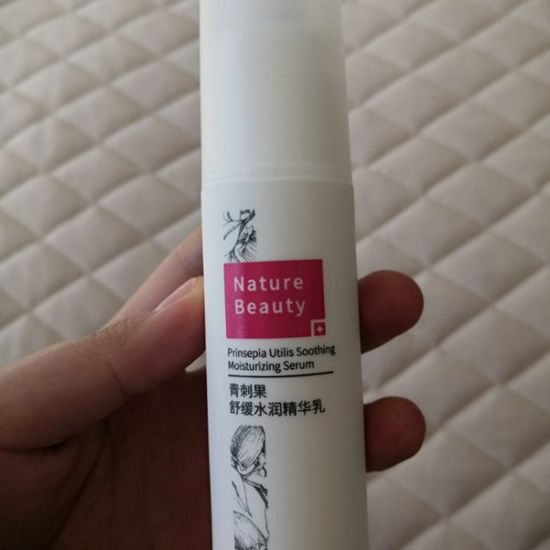 Nature
Beauty
Prinsepia Utilis Soothing
Moisturizing Serum
青刺果
舒缓水润精华乳